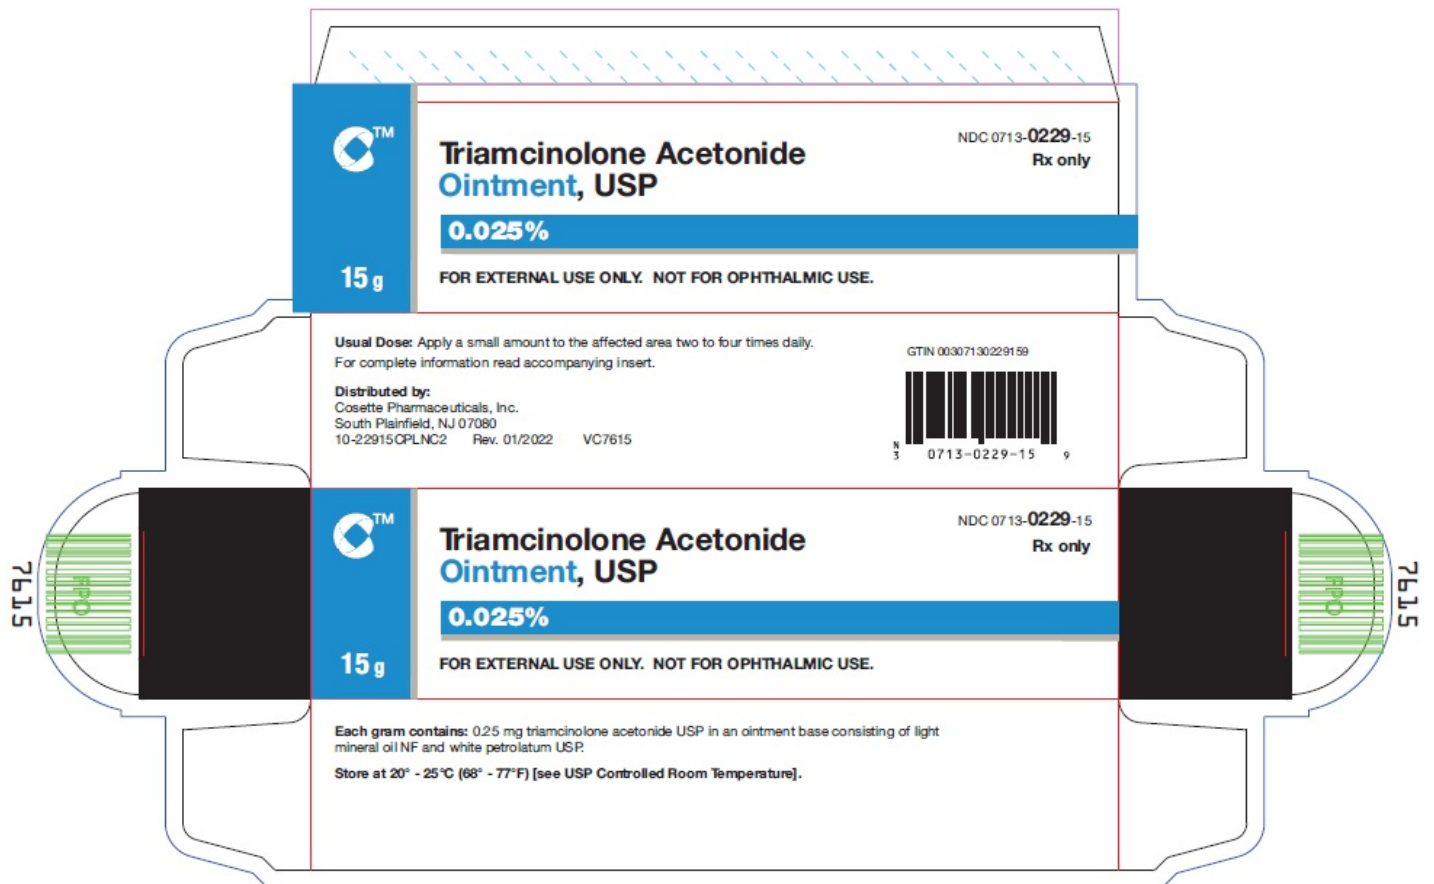 TM
Triamcinolone Acetonide
Ointment, USP
NDC 0713-0229-15
Rx only
0.025%
15 g
FOR EXTERNAL USE ONLY. NOT FOR OPHTHALMIC USE.
Usual Dose: Apply a small amount to the affected area two to four times daily.
For complete information read accompanying insert.
Distributed by:
Cosette Pharmaceuticals, Inc.
South Plainfield, NJ 07080
10-22915CPLNC2 Rev. 01/2022 VC7615
GTIN 00307130229159
N
3 0713-0229-15 9
7615
FPO
TM
Triamcinolone Acetonide
Ointment, USP
NDC 0713-0229-15
Rx only
0.025%
15 g
FOR EXTERNAL USE ONLY. NOT FOR OPHTHALMIC USE.
FPO
7615
Each gram contains: 0.25 mg triamcinolone acetonide USP in an ointment base consisting of light
mineral oil NF and white petrolatum USP.
Store at 20° - 25°C (68° - 77°F) [see USP Controlled Room Temperature].